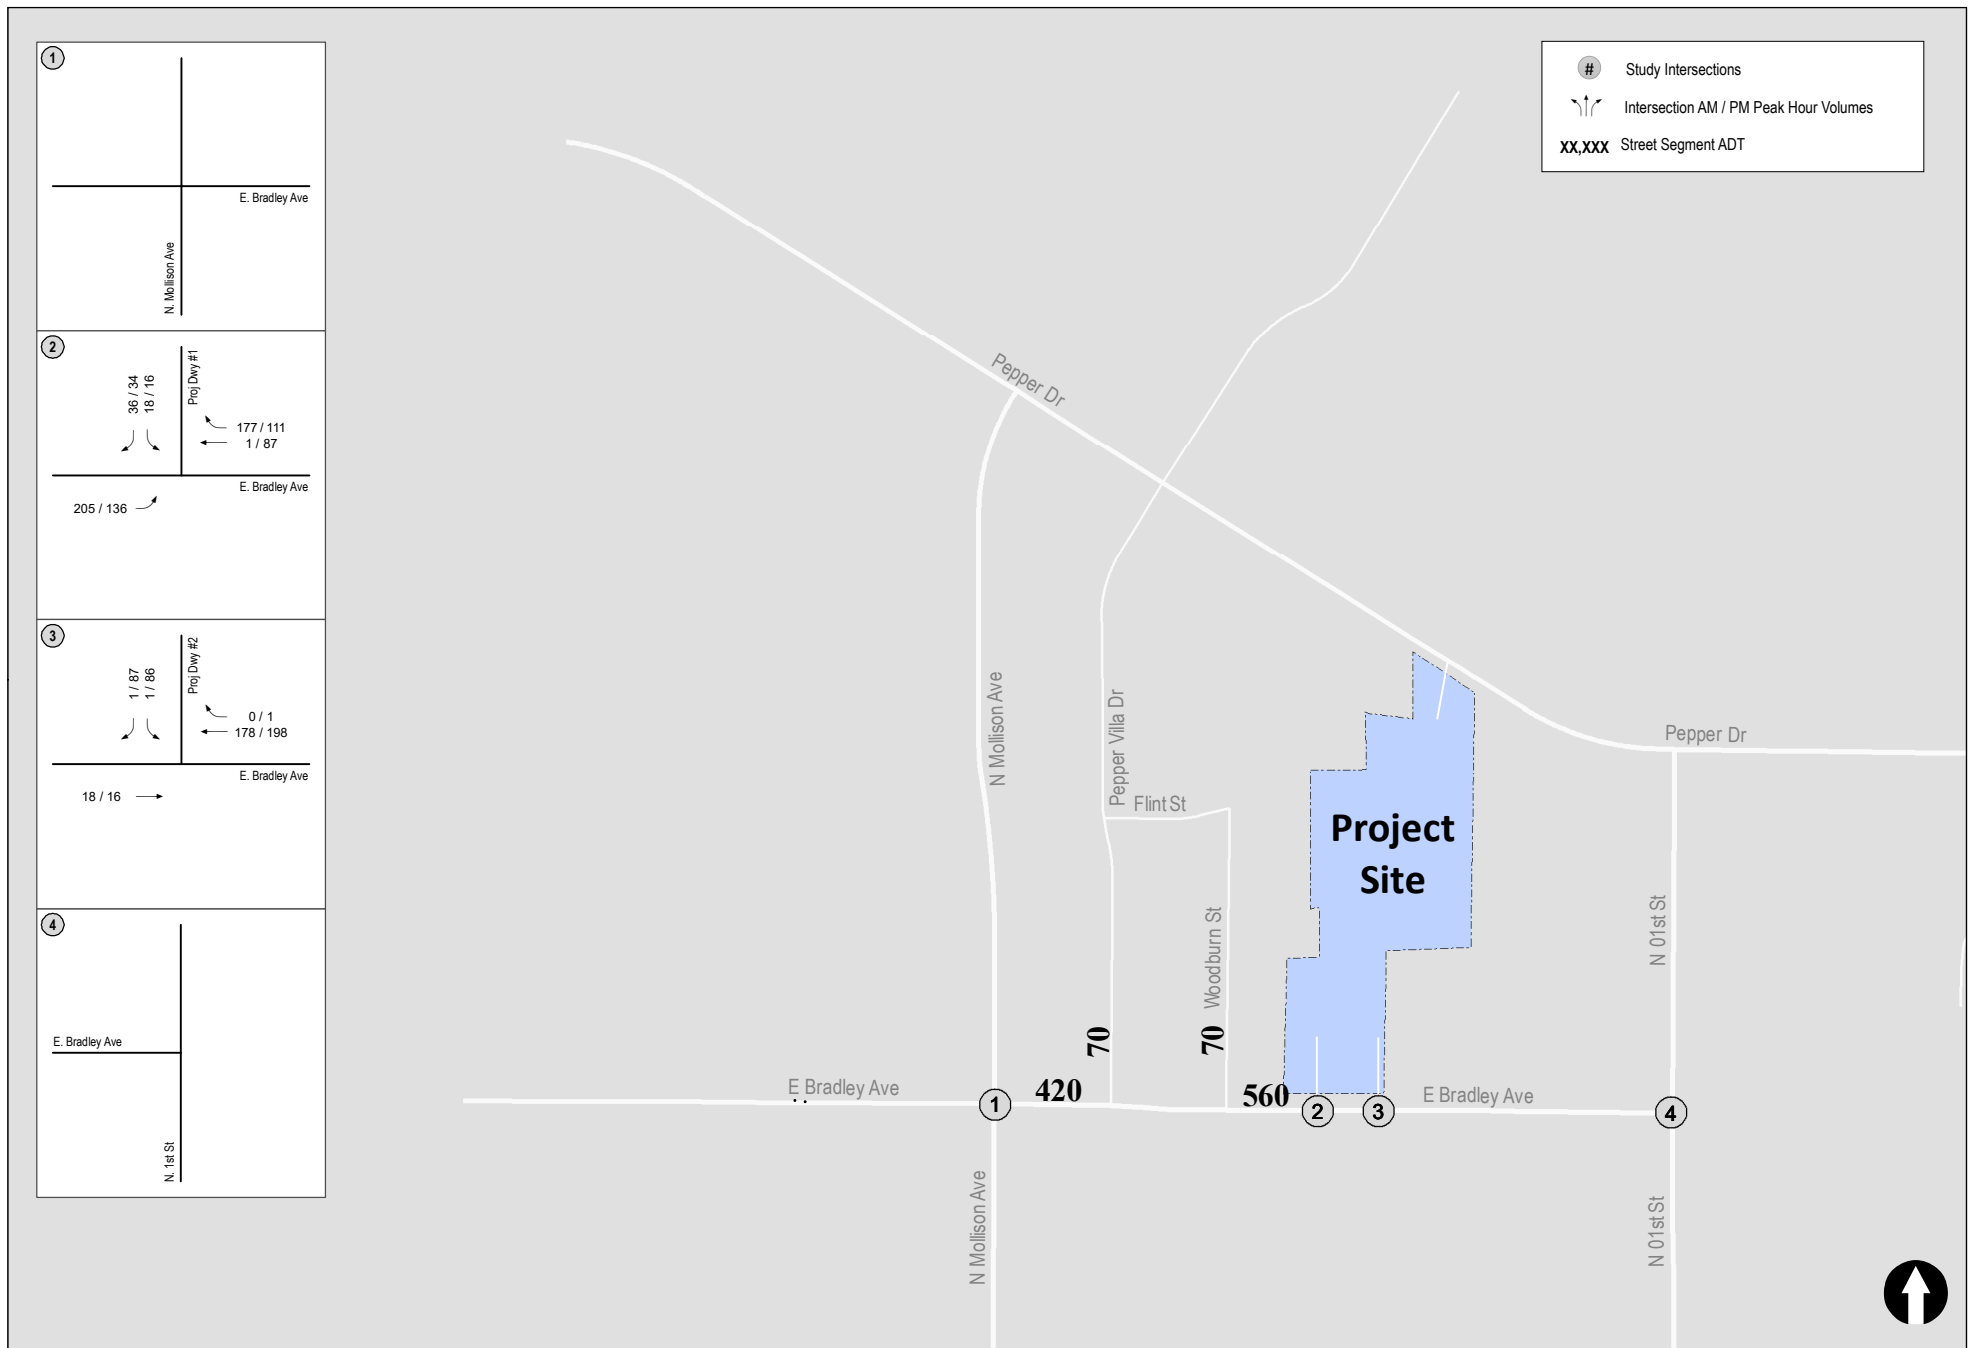 1
E. Bradley Ave
N. Mollison Ave
2
36 / 34
18 / 16
Proj Dwy #1
177 / 111
1 / 87
E. Bradley Ave
205 / 136
3
1 / 87
1 / 86
Proj Dwy #2
0 / 1
178 / 198
E. Bradley Ave
18 / 16
4
E. Bradley Ave
N. 1st St
# Study Intersections
Intersection AM / PM Peak Hour Volumes
XX,XXX Street Segment ADT
Pepper Dr
N Mollison Ave
Pepper Villa Dr
Flint St
Woodburn St
Project
Site
Pepper Dr
N 01st St
70
70
E Bradley Ave
420
560
E Bradley Ave
1
2
3
4
N Mollison Ave
N 01st St